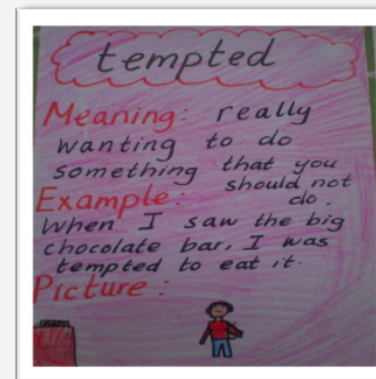 tempted
Meaning: really
wanting to do
something that you
should not
do.
Example:
When I saw the big
chocolate bar, I was
tempted to eat it.
Picture: